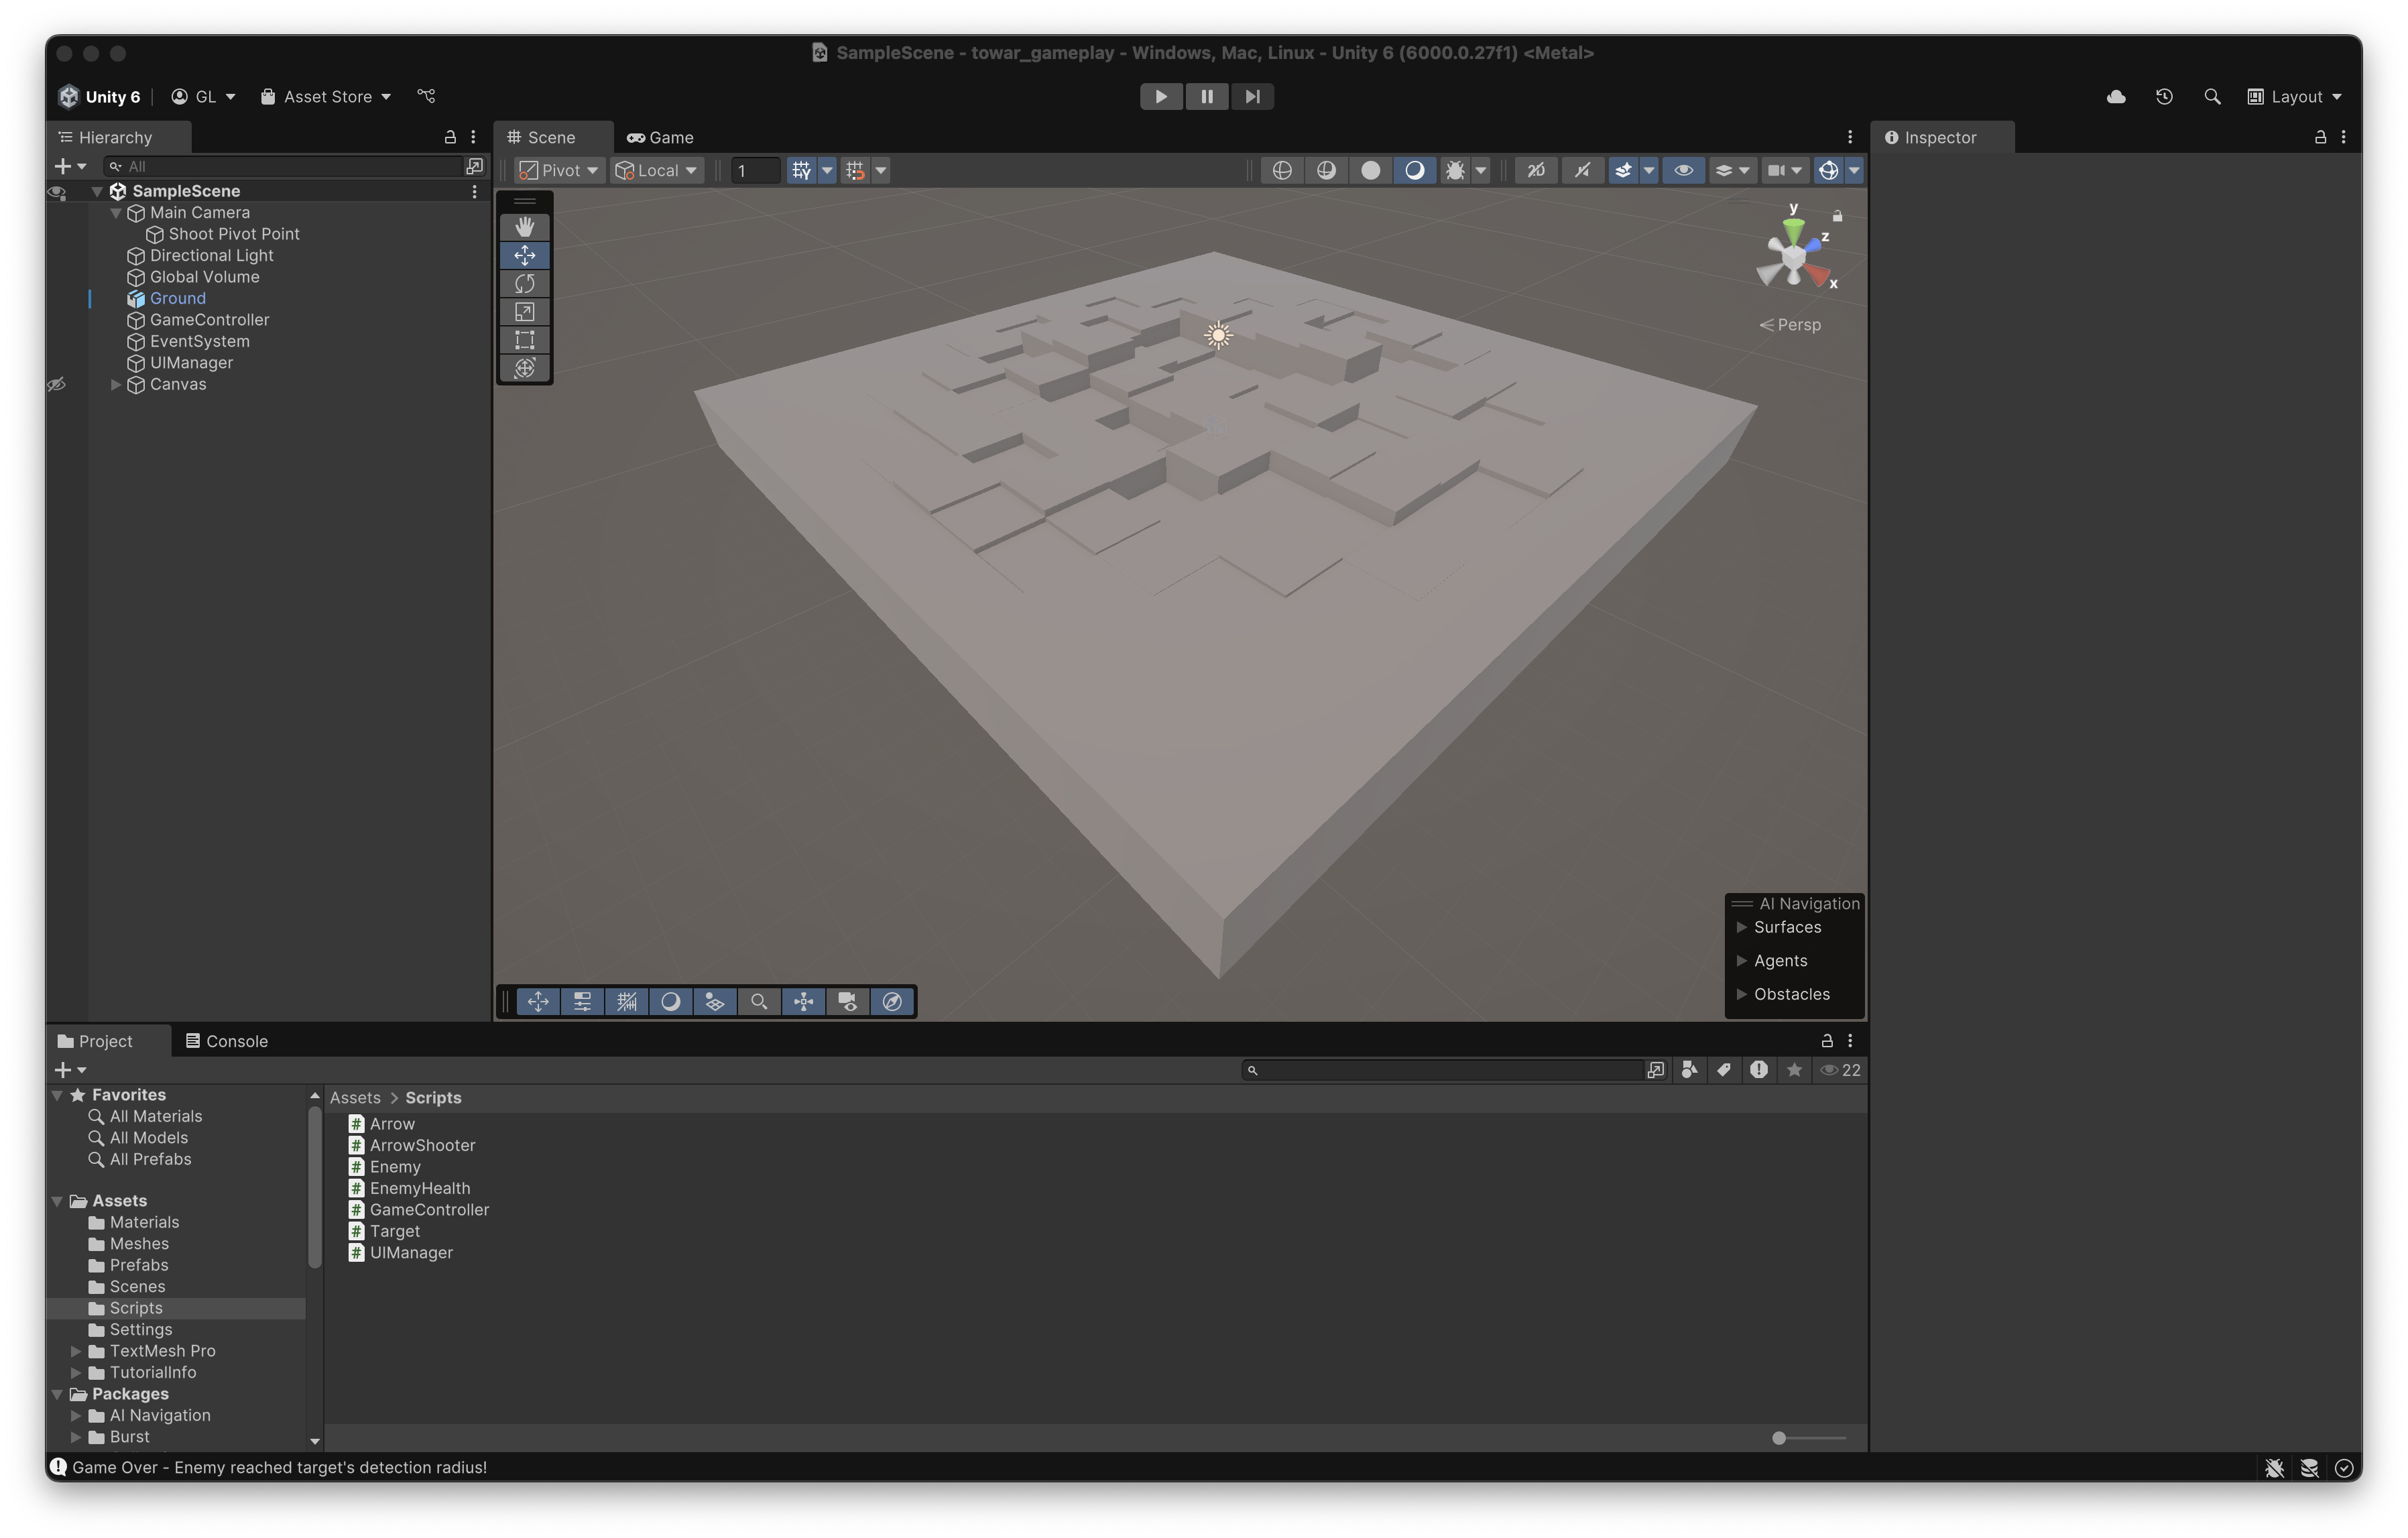 SampleScene - towar_gameplay - Windows, Mac, Linux - Unity 6 (6000.0.27f1) <Metal>
Unity 6 GL Asset Store Layout
Hierarchy
All
SampleScene
Main Camera
Shoot Pivot Point
Directional Light
Global Volume
Ground
GameController
EventSystem
UIManager
Canvas
Scene Game
Pivot Local 1 2D
y
z
x
Persp
AI Navigation
Surfaces
Agents
Obstacles
Inspector
Project Console
22
Favorites
All Materials
All Models
All Prefabs
Assets
Materials
Meshes
Prefabs
Scenes
Scripts
Settings
TextMesh Pro
TutorialInfo
Packages
AI Navigation
Burst
Assets > Scripts
Arrow
ArrowShooter
Enemy
EnemyHealth
GameController
Target
UIManager
Game Over - Enemy reached target's detection radius!